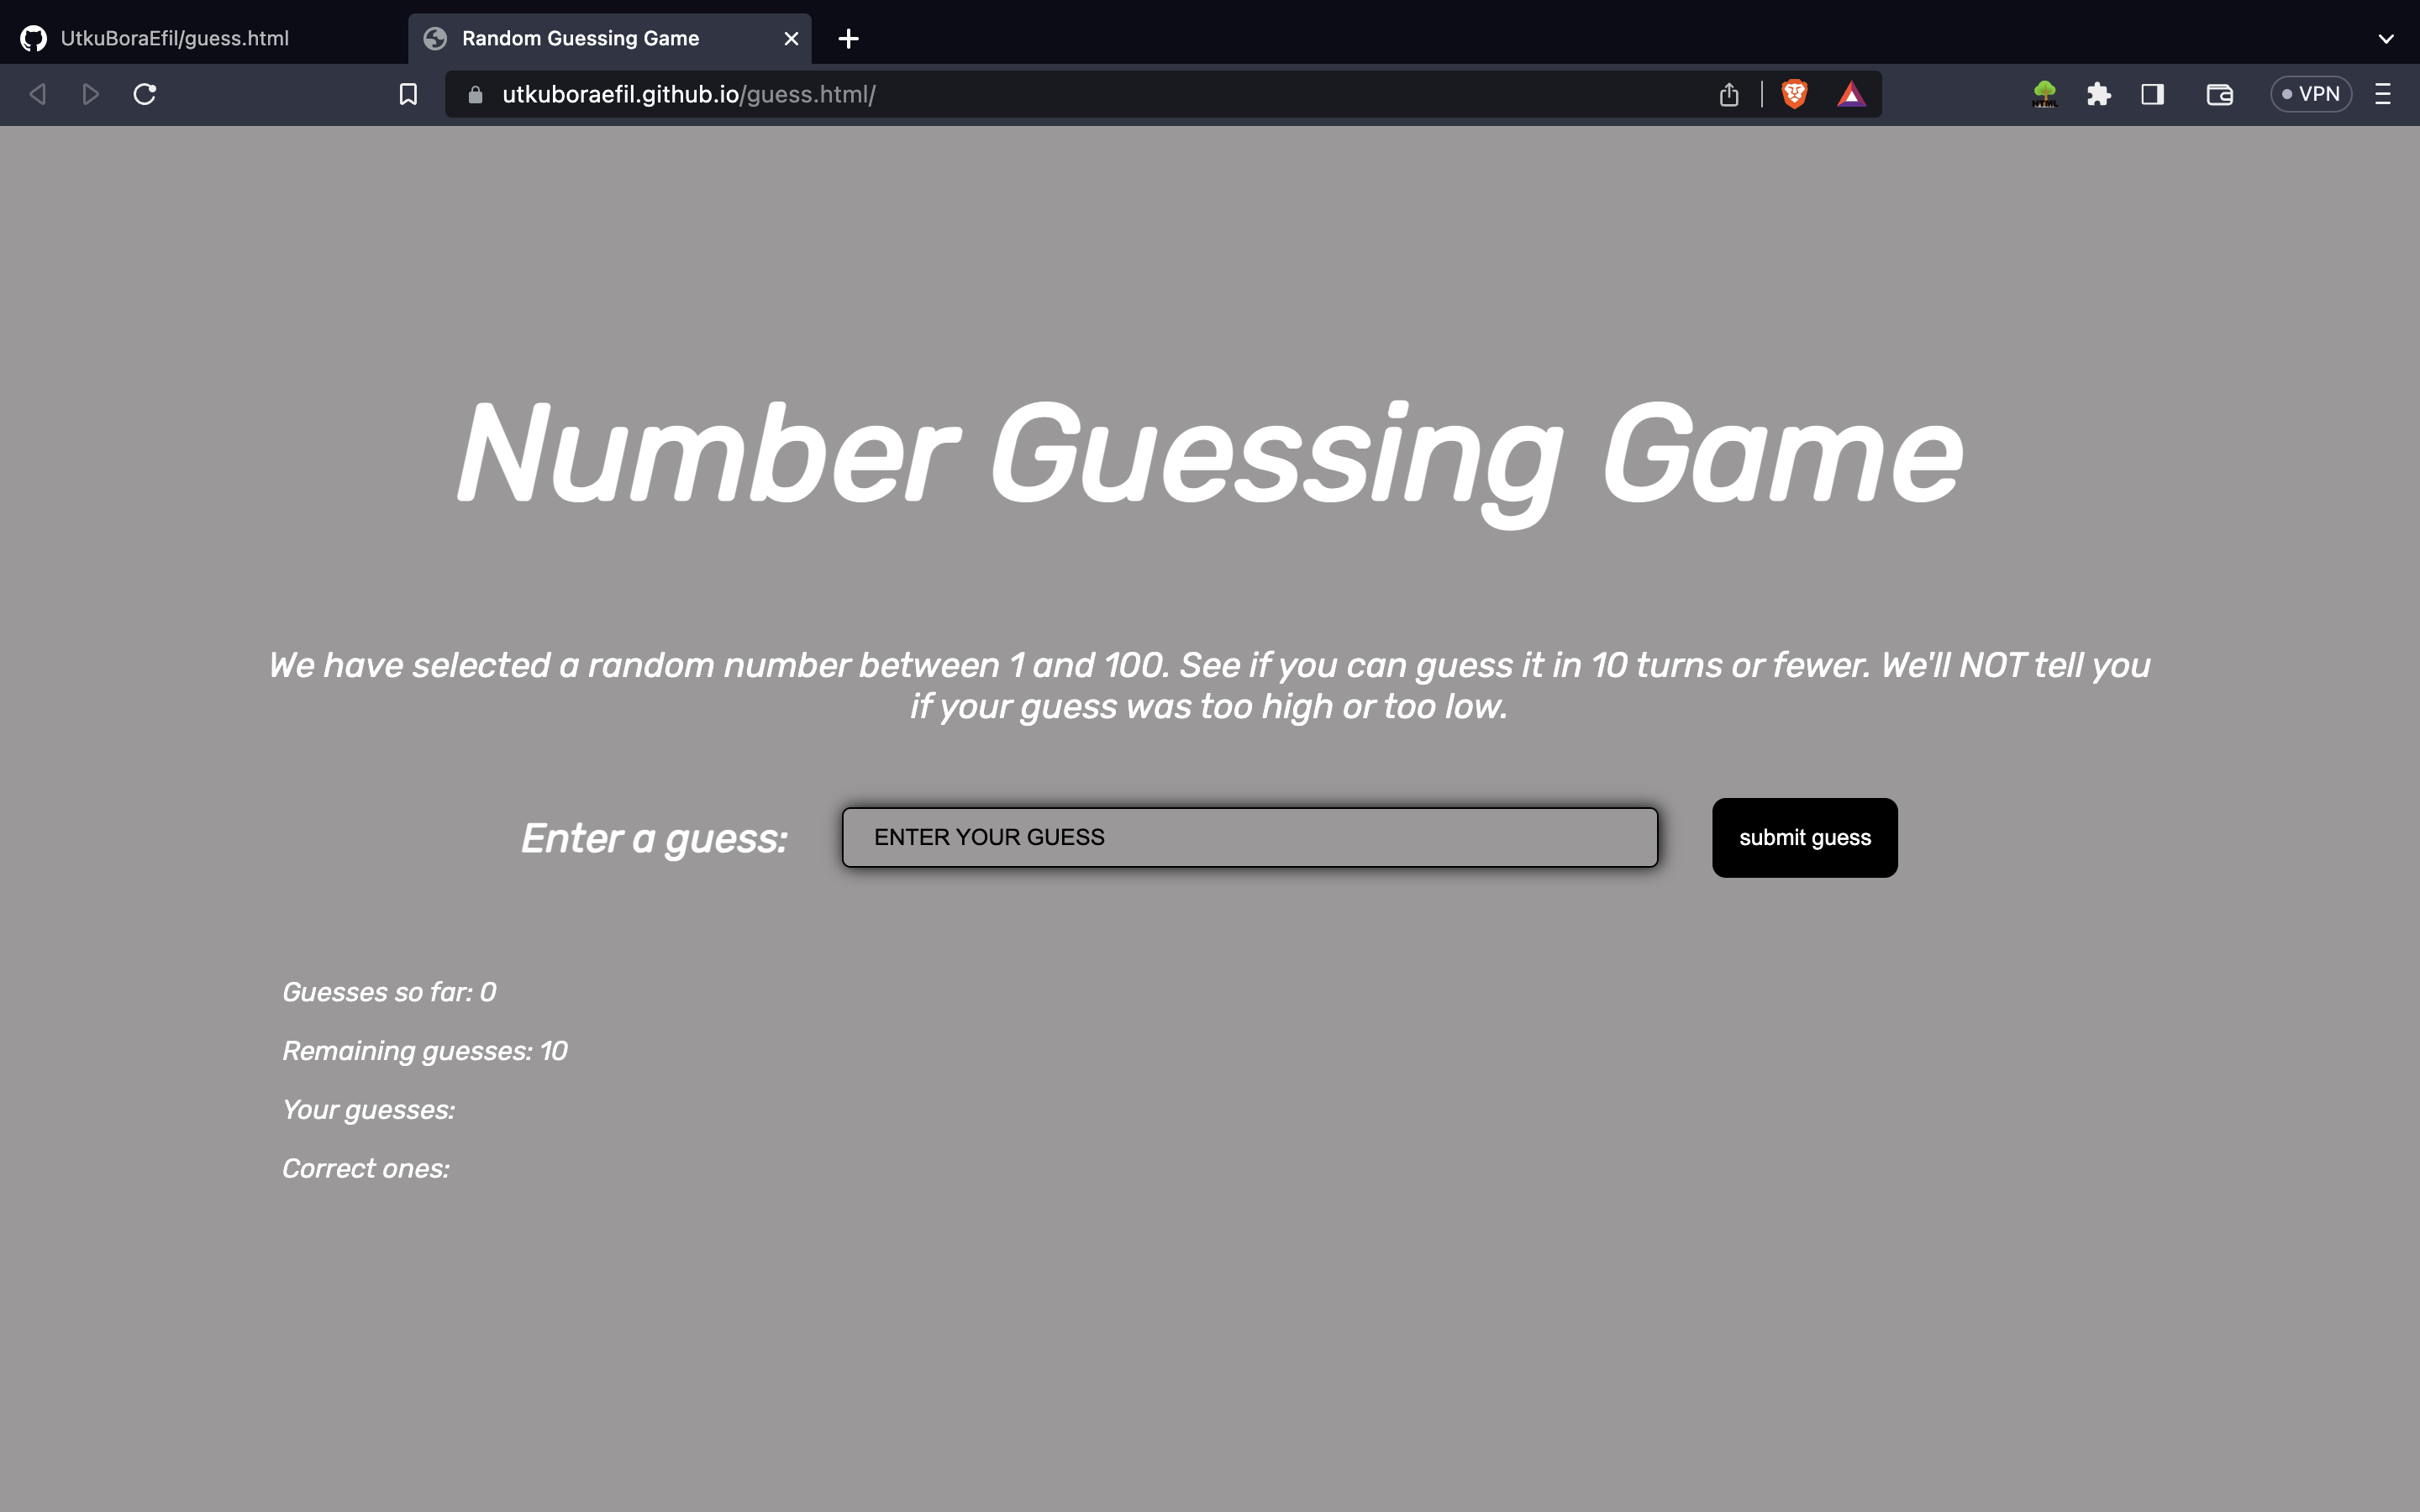 UtkuBoraEfil/guess.html
Random Guessing Game
utkuboraefil.github.io/guess.html/
HTML
VPN
Number Guessing Game
We have selected a random number between 1 and 100. See if you can guess it in 10 turns or fewer. We'll NOT tell you
if your guess was too high or too low.
Enter a guess:
ENTER YOUR GUESS
submit guess
Guesses so far: 0
Remaining guesses: 10
Your guesses:
Correct ones: